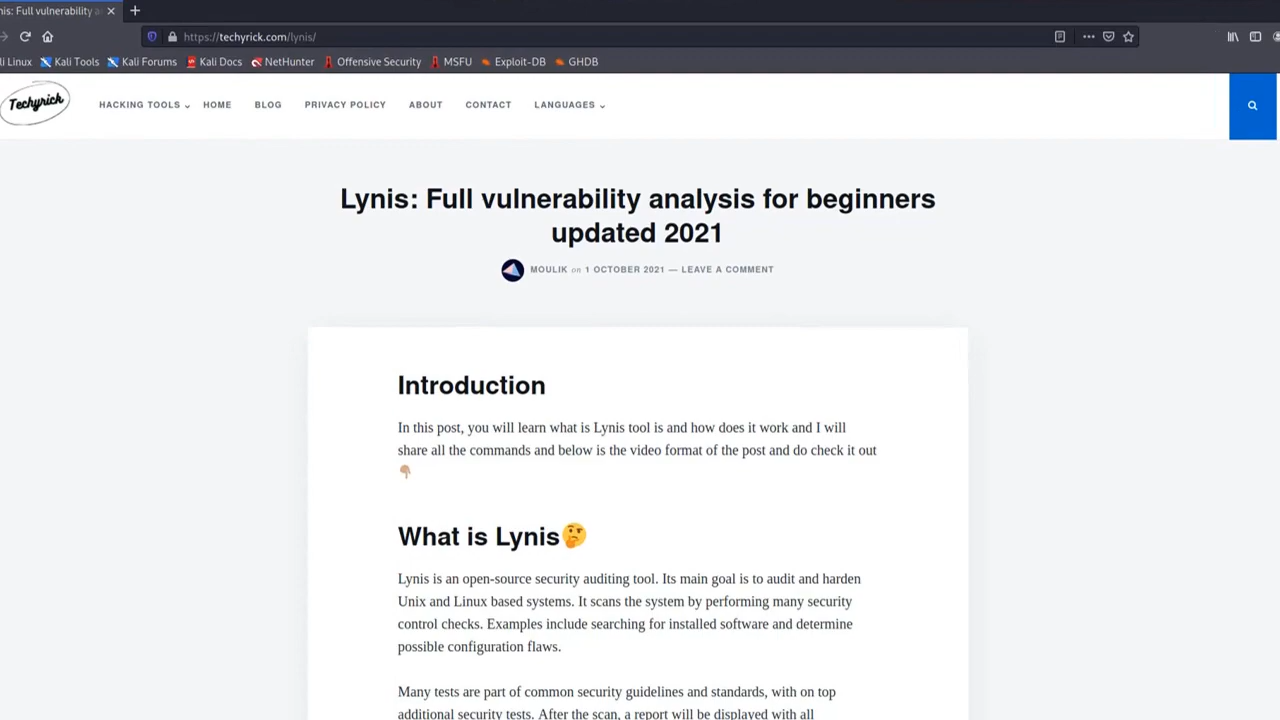 nis: Full vulnerability a
https://techyrick.com/lynis/
li Linux Kali Tools Kali Forums Kali Docs NetHunter Offensive Security MSFU Exploit-DB GHDB
Techyrick HACKING TOOLS HOME BLOG PRIVACY POLICY ABOUT CONTACT LANGUAGES
Lynis: Full vulnerability analysis for beginners
updated 2021
MOULIK on 1 OCTOBER 2021 — LEAVE A COMMENT
Introduction
In this post, you will learn what is Lynis tool is and how does it work and I will
share all the commands and below is the video format of the post and do check it out
👇🏽
What is Lynis🤔
Lynis is an open-source security auditing tool. Its main goal is to audit and harden
Unix and Linux based systems. It scans the system by performing many security
control checks. Examples include searching for installed software and determine
possible configuration flaws.
Many tests are part of common security guidelines and standards, with on top
additional security tests. After the scan, a report will be displayed with all